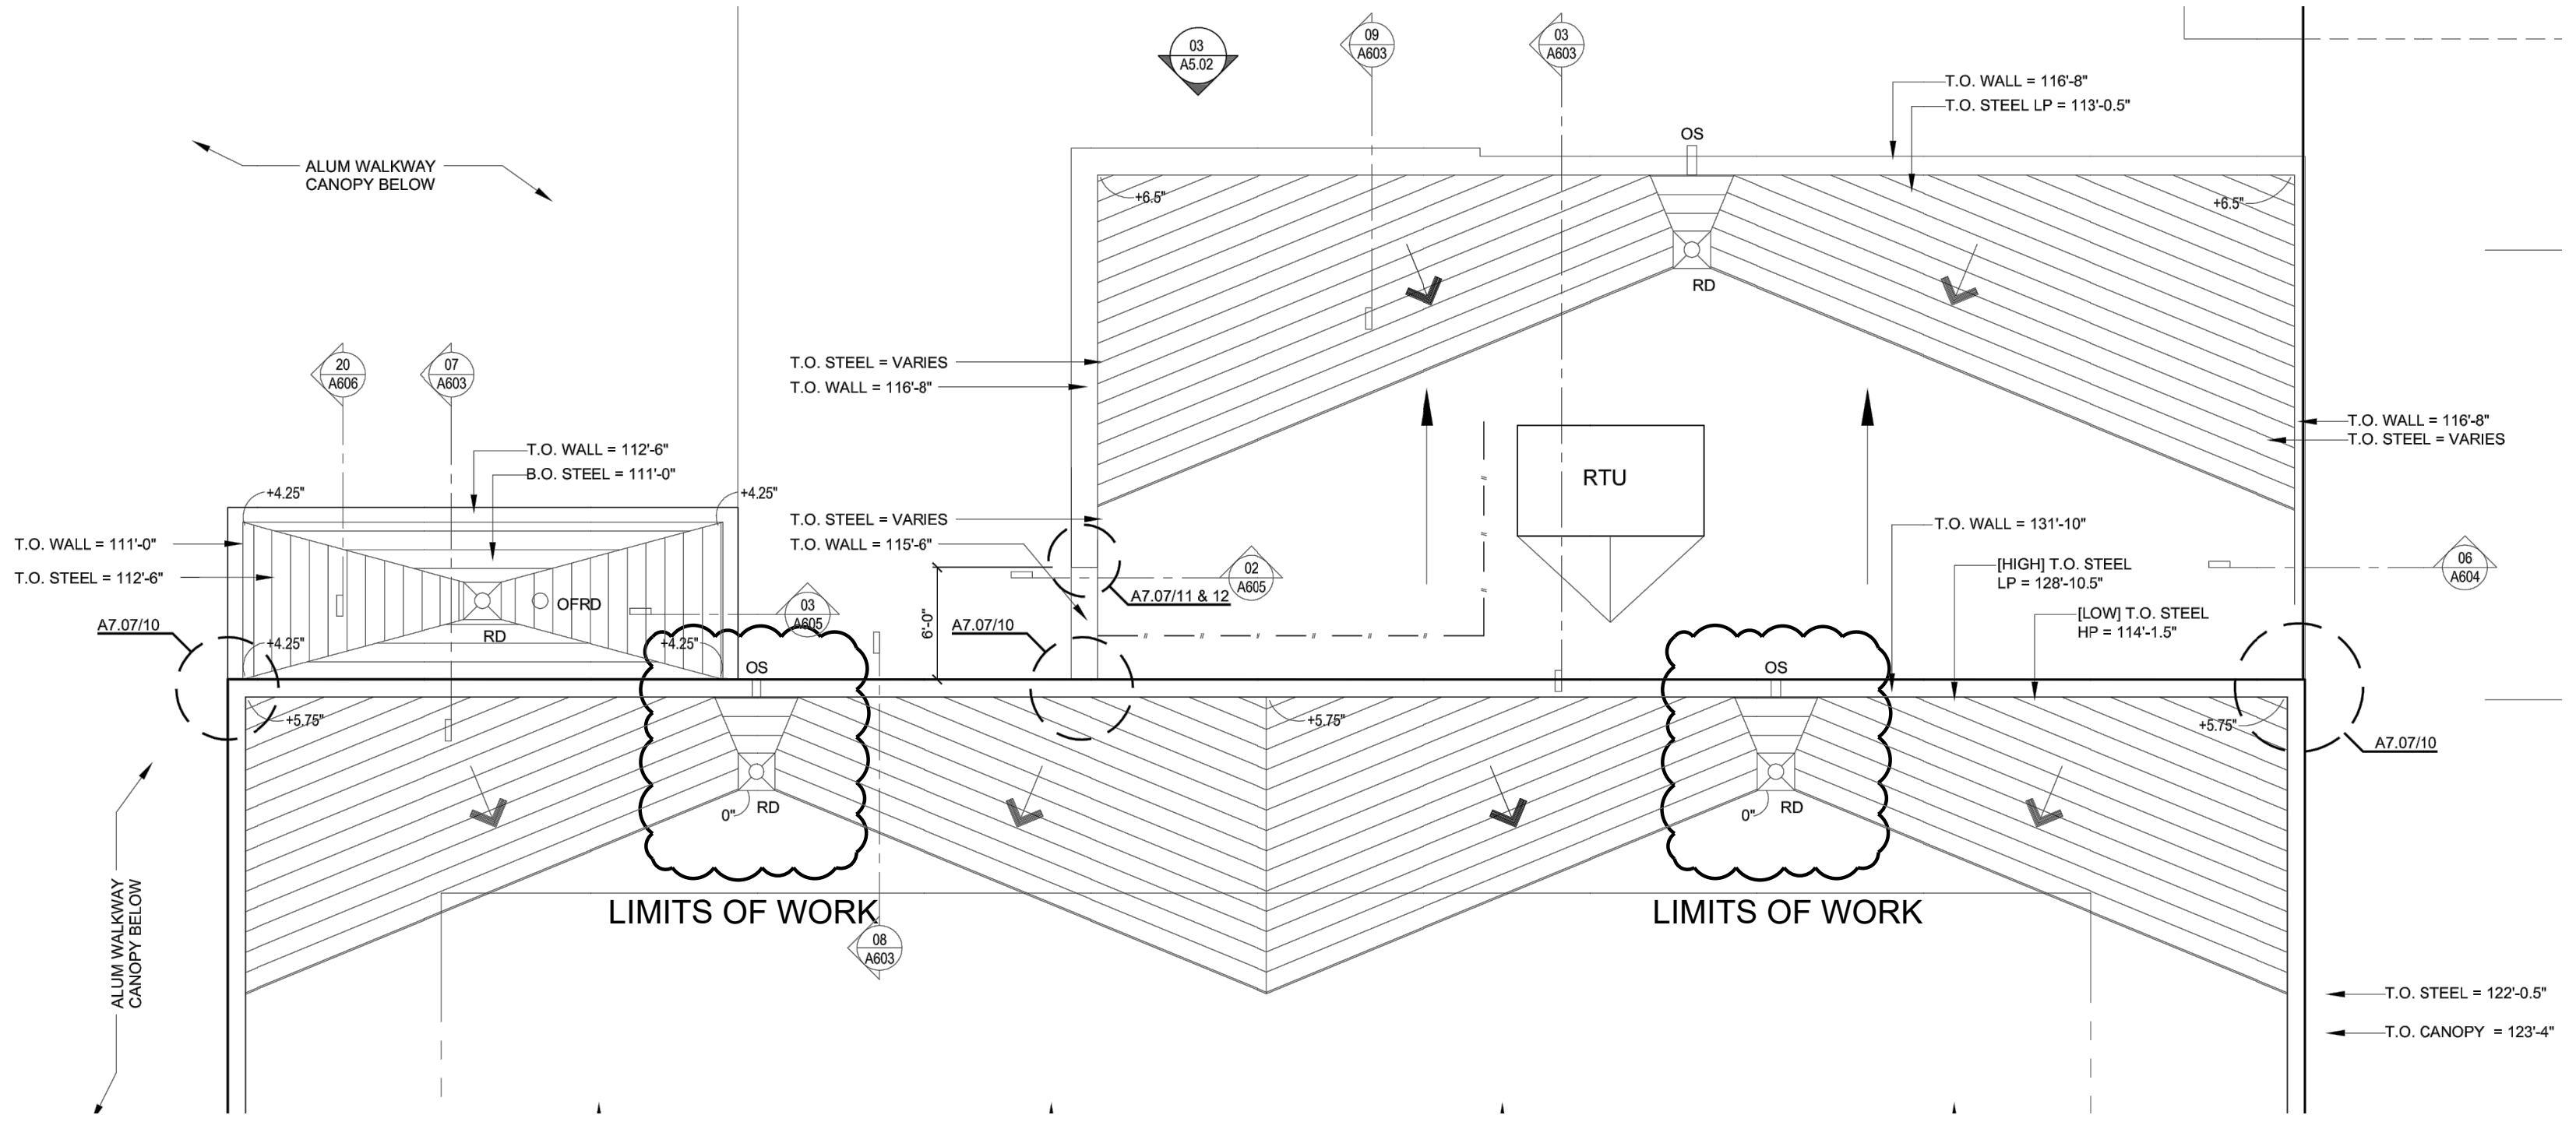 09
A603
03
A603
03
A5.02
T.O. WALL = 116'-8"
T.O. STEEL LP = 113'-0.5"
OS
ALUM WALKWAY
CANOPY BELOW
+6.5"
+6.5"
RD
20
A606
07
A603
T.O. STEEL = VARIES
T.O. WALL = 116'-8"
T.O. WALL = 116'-8"
T.O. STEEL = VARIES
T.O. WALL = 112'-6"
B.O. STEEL = 111'-0"
RTU
+4.25"
+4.25"
T.O. STEEL = VARIES
T.O. WALL = 115'-6"
T.O. WALL = 131'-10"
T.O. WALL = 111'-0"
T.O. STEEL = 112'-6"
[HIGH] T.O. STEEL
LP = 128'-10.5"
06
A604
02
A605
A7.07/11 & 12
OFRD
03
A605
[LOW] T.O. STEEL
HP = 114'-1.5"
A7.07/10
RD
6'-0"
A7.07/10
+4.25"
+4.25"
OS
OS
+5.75"
+5.75"
+5.75"
A7.07/10
0"
RD
0"
RD
ALUM WALKWAY
CANOPY BELOW
LIMITS OF WORK
LIMITS OF WORK
08
A603
T.O. STEEL = 122'-0.5"
T.O. CANOPY = 123'-4"